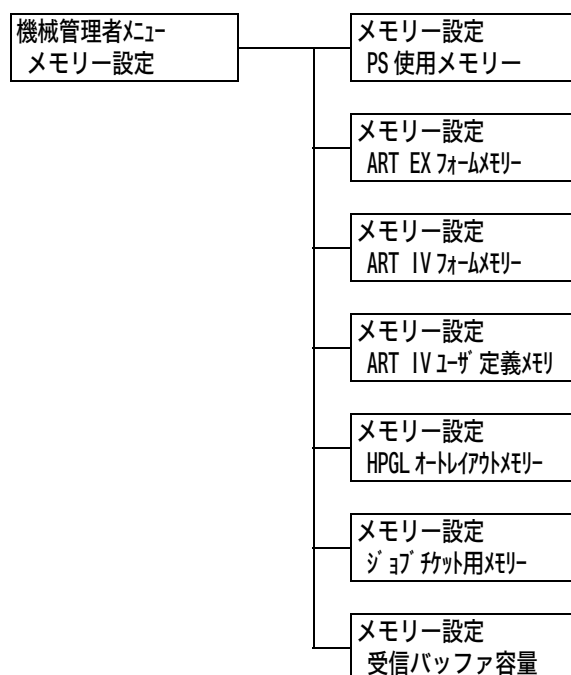 機械管理者ﾒﾆｭｰ
メモリー設定
メモリー設定
PS 使用メモリー
メモリー設定
ART EX ﾌｫｰﾑﾒﾓﾘｰ
メモリー設定
ART IV ﾌｫｰﾑﾒﾓﾘｰ
メモリー設定
ART IV ﾕｰｻﾞ定義ﾒﾓﾘ
メモリー設定
HPGL ｵｰﾄﾚｲｱｳﾄﾒﾓﾘｰ
メモリー設定
ｼﾞｮﾌﾞﾁｹｯﾄ用ﾒﾓﾘｰ
メモリー設定
受信バッファ容量